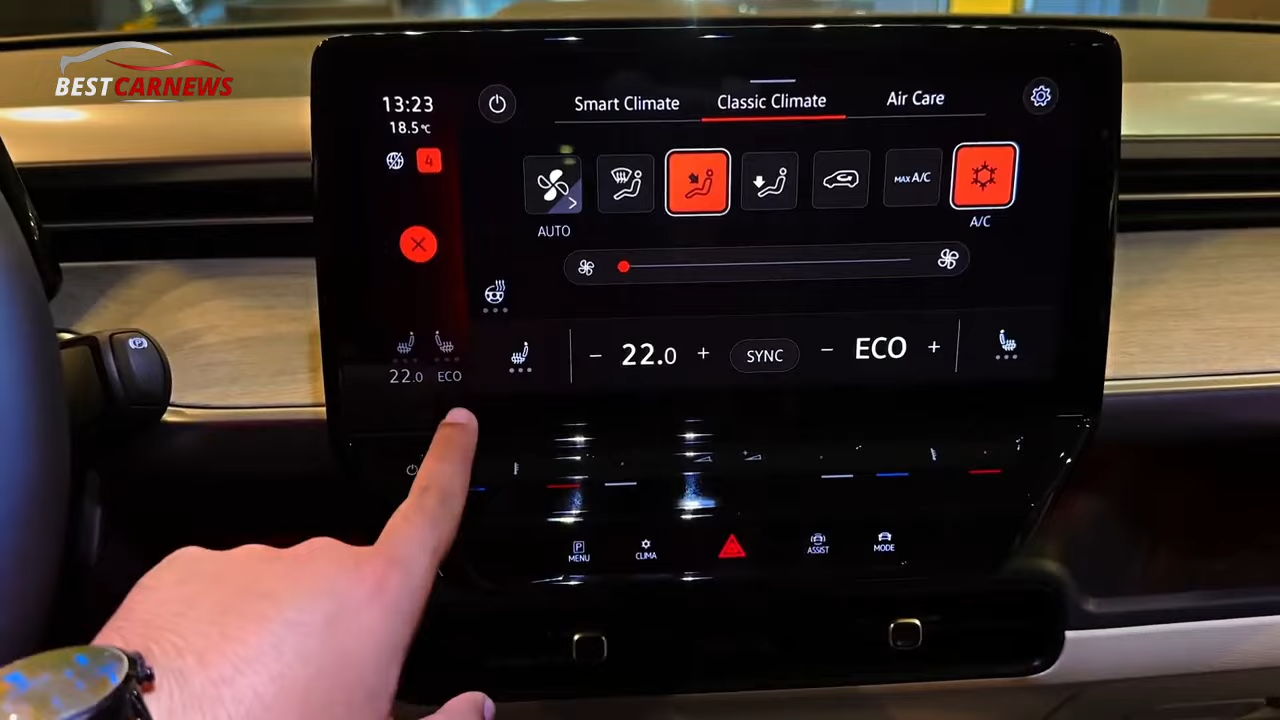 BESTCARNEWS
13:23
18.5°C
4
Smart Climate
Classic Climate
Air Care
MAX A/C
AUTO
A/C
22.0
ECO
- 22.0 +
SYNC
- ECO +
P MENU
CLIMA
ASSIST
MODE